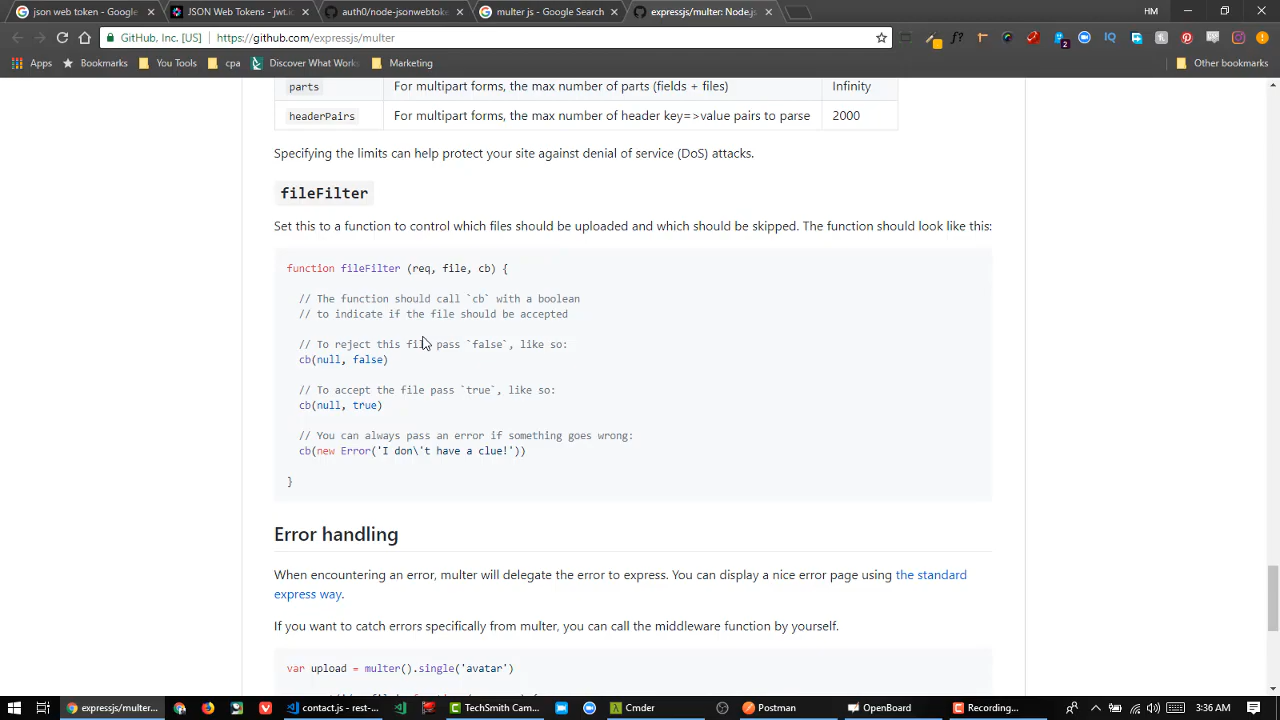 json web token - Google
JSON Web Tokens - jwt.io
auth0/node-jsonwebtoke
multer js - Google Search
expressjs/multer: Node.js
HM
GitHub, Inc. [US]
https://github.com/expressjs/multer
Apps
Bookmarks
You Tools
cpa
Discover What Works
Marketing
Other bookmarks
parts
For multipart forms, the max number of parts (fields + files)
Infinity
headerPairs
For multipart forms, the max number of header key=>value pairs to parse
2000
Specifying the limits can help protect your site against denial of service (DoS) attacks.
fileFilter
Set this to a function to control which files should be uploaded and which should be skipped. The function should look like this:
function fileFilter (req, file, cb) {
// The function should call `cb` with a boolean
// to indicate if the file should be accepted
// To reject this file pass `false`, like so:
cb(null, false)
// To accept the file pass `true`, like so:
cb(null, true)
// You can always pass an error if something goes wrong:
cb(new Error('I don\'t have a clue!'))
}
Error handling
When encountering an error, multer will delegate the error to express. You can display a nice error page using the standard
express way.
If you want to catch errors specifically from multer, you can call the middleware function by yourself.
var upload = multer().single('avatar')
expressjs/multer...
contact.js - rest-...
TechSmith Cam...
Cmder
Postman
OpenBoard
Recording...
3:36 AM